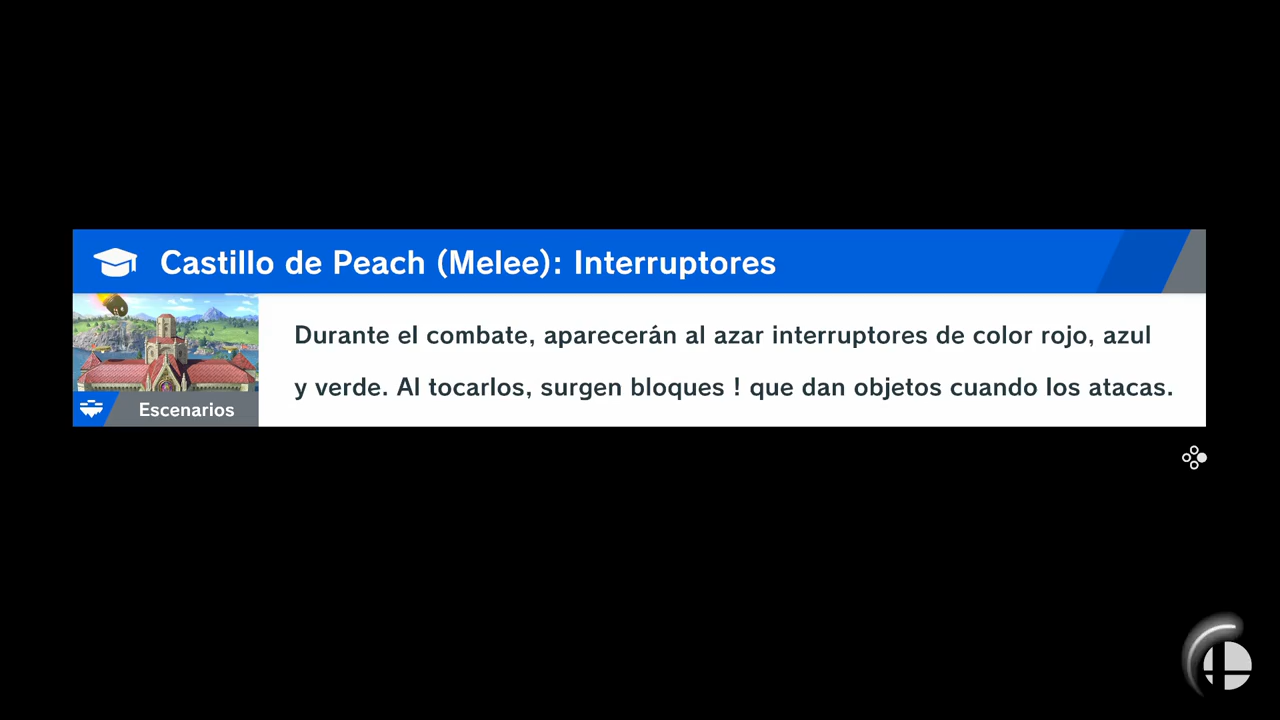 Castillo de Peach (Melee): Interruptores
Durante el combate, aparecerán al azar interruptores de color rojo, azul
y verde. Al tocarlos, surgen bloques ! que dan objetos cuando los atacas.
Escenarios